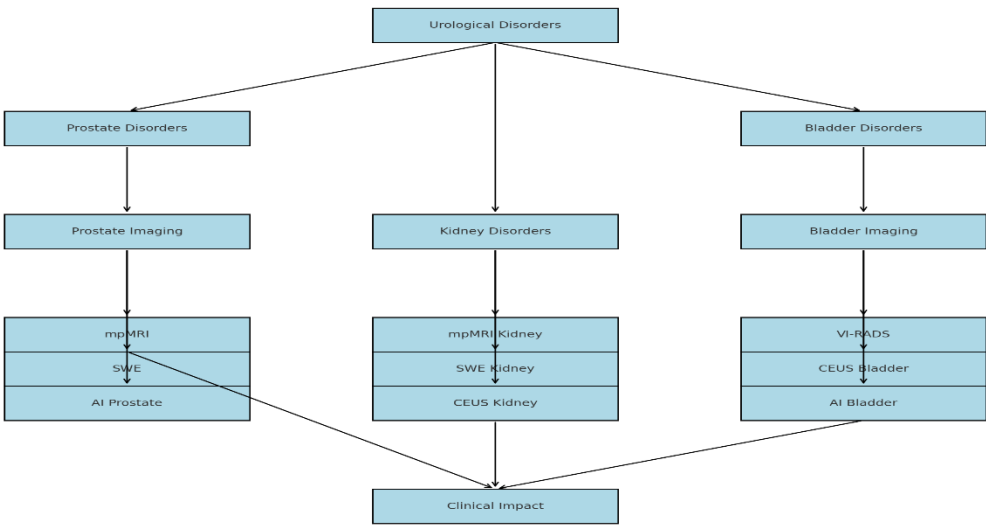 Urological Disorders
Prostate Disorders
Bladder Disorders
Prostate Imaging
Kidney Disorders
Bladder Imaging
mpMRI
mpMRI Kidney
VI-RADS
SWE
SWE Kidney
CEUS Bladder
AI Prostate
CEUS Kidney
AI Bladder
Clinical Impact